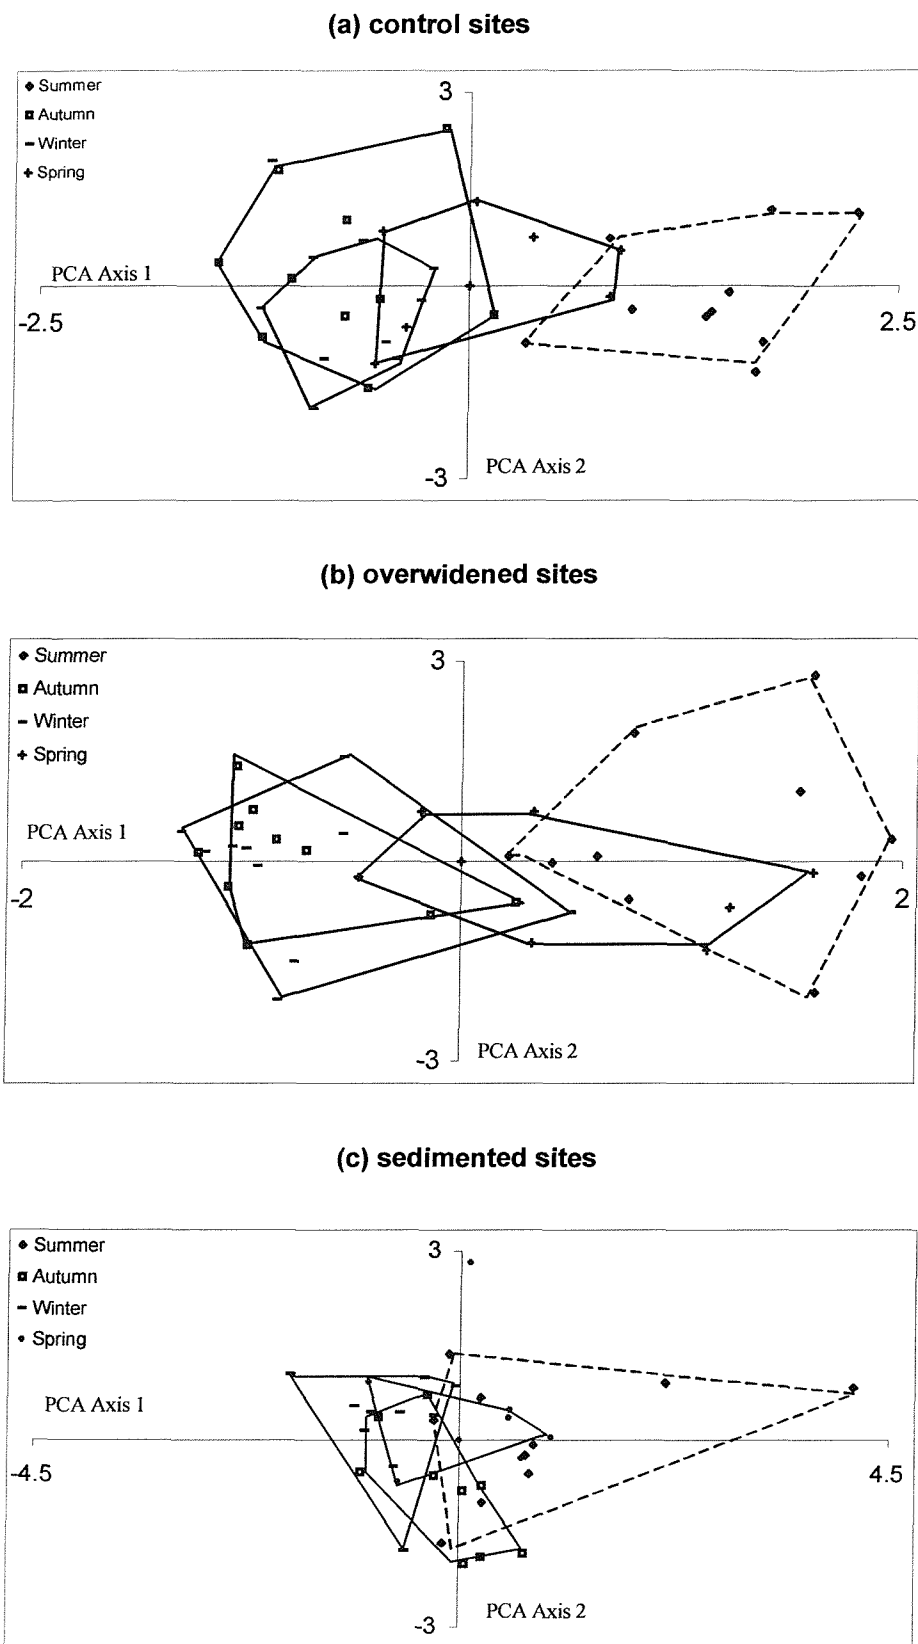 (a) control sites
Summer
Autumn
Winter
Spring
3
PCA Axis 1
-2.5
2.5
-3
PCA Axis 2
(b) overwidened sites
Summer
Autumn
Winter
Spring
3
PCA Axis 1
-2
2
-3
PCA Axis 2
(c) sedimented sites
Summer
Autumn
Winter
Spring
3
PCA Axis 1
-4.5
4.5
-3
PCA Axis 2